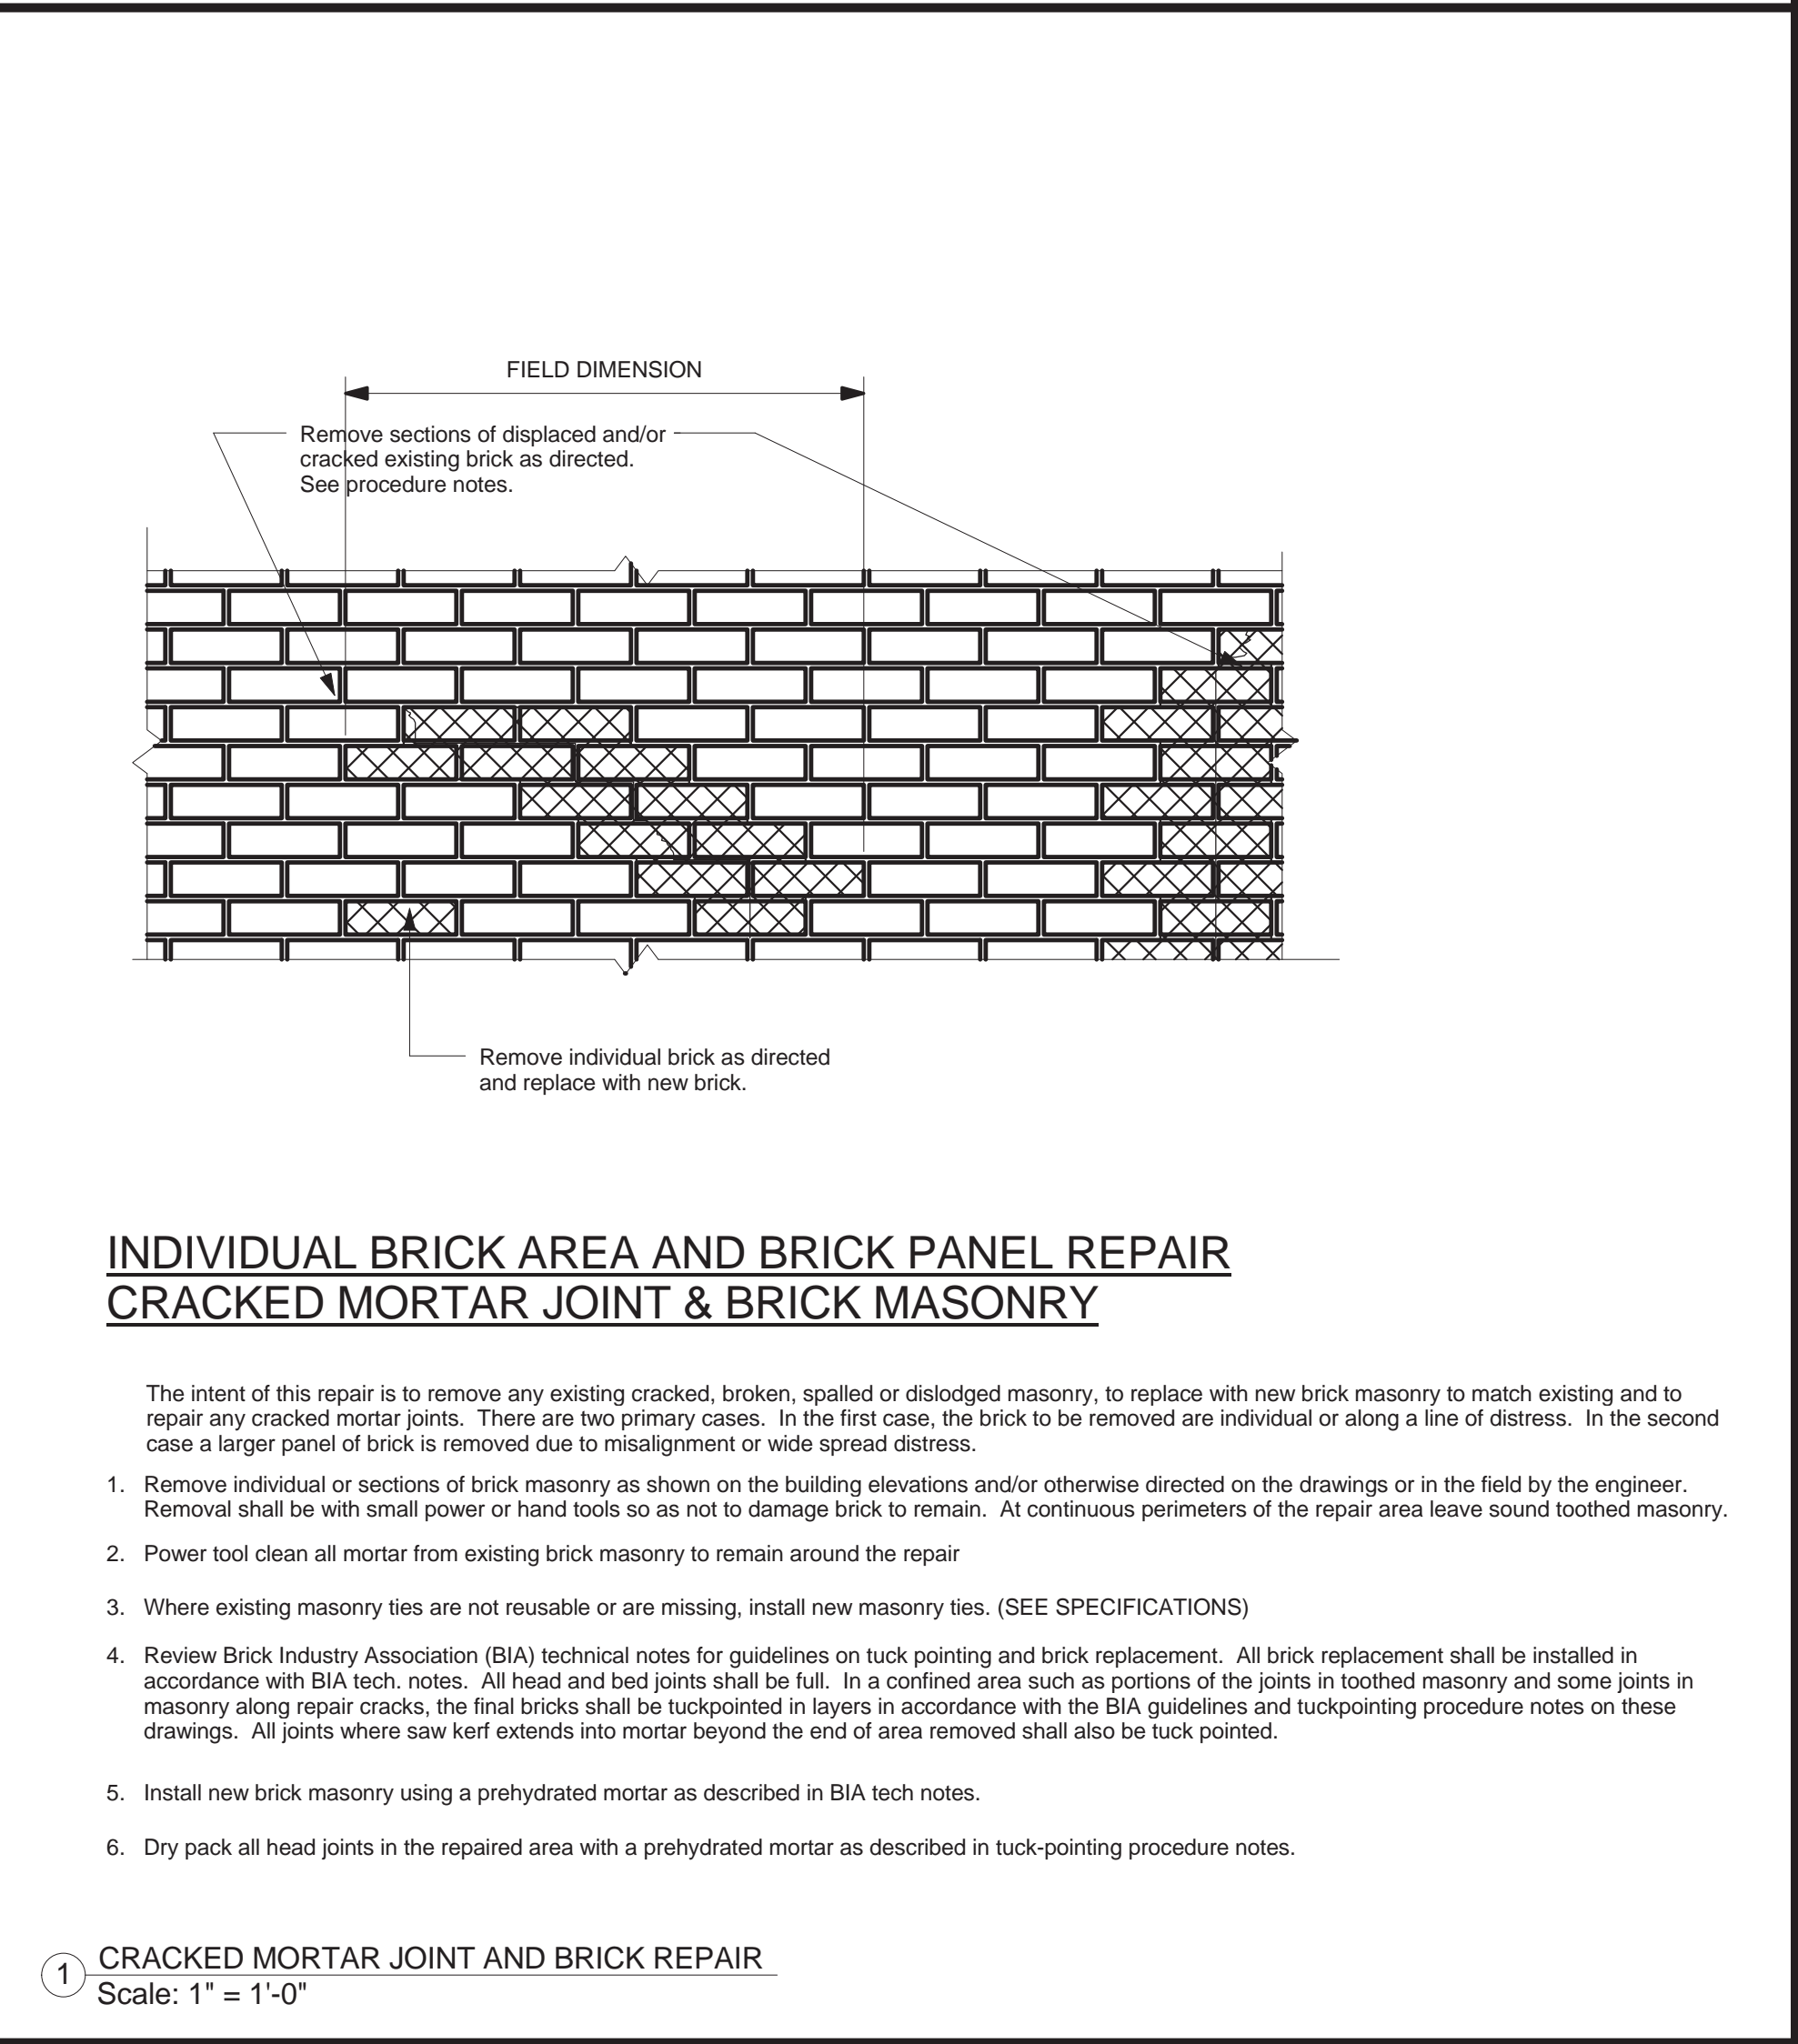 FIELD DIMENSION
Remove sections of displaced and/or
cracked existing brick as directed.
See procedure notes.
Remove individual brick as directed
and replace with new brick.
INDIVIDUAL BRICK AREA AND BRICK PANEL REPAIR
CRACKED MORTAR JOINT & BRICK MASONRY
The intent of this repair is to remove any existing cracked, broken, spalled or dislodged masonry, to replace with new brick masonry to match existing and to
repair any cracked mortar joints.  There are two primary cases.  In the first case, the brick to be removed are individual or along a line of distress.  In the second
case a larger panel of brick is removed due to misalignment or wide spread distress.
1.  Remove individual or sections of brick masonry as shown on the building elevations and/or otherwise directed on the drawings or in the field by the engineer.
Removal shall be with small power or hand tools so as not to damage brick to remain.  At continuous perimeters of the repair area leave sound toothed masonry.
2.  Power tool clean all mortar from existing brick masonry to remain around the repair
3.  Where existing masonry ties are not reusable or are missing, install new masonry ties. (SEE SPECIFICATIONS)
4.  Review Brick Industry Association (BIA) technical notes for guidelines on tuck pointing and brick replacement.  All brick replacement shall be installed in
accordance with BIA tech. notes.  All head and bed joints shall be full.  In a confined area such as portions of the joints in toothed masonry and some joints in
masonry along repair cracks, the final bricks shall be tuckpointed in layers in accordance with the BIA guidelines and tuckpointing procedure notes on these
drawings.  All joints where saw kerf extends into mortar beyond the end of area removed shall also be tuck pointed.
5.  Install new brick masonry using a prehydrated mortar as described in BIA tech notes.
6.  Dry pack all head joints in the repaired area with a prehydrated mortar as described in tuck-pointing procedure notes.
1 CRACKED MORTAR JOINT AND BRICK REPAIR
Scale: 1" = 1'-0"